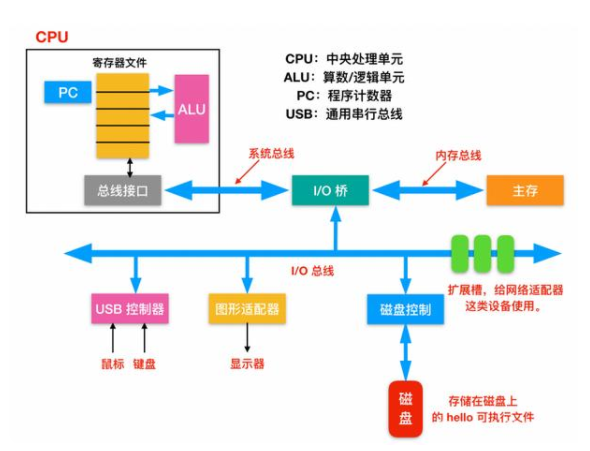 CPU
寄存器文件
PC
ALU
总线接口
CPU：中央处理单元
ALU：算数/逻辑单元
PC：程序计数器
USB：通用串行总线
系统总线
内存总线
I/O 桥
主存
I/O 总线
扩展槽，给网络适配器
这类设备使用。
USB 控制器
图形适配器
磁盘控制
鼠标
键盘
显示器
磁
盘
存储在磁盘上
的 hello 可执行文件